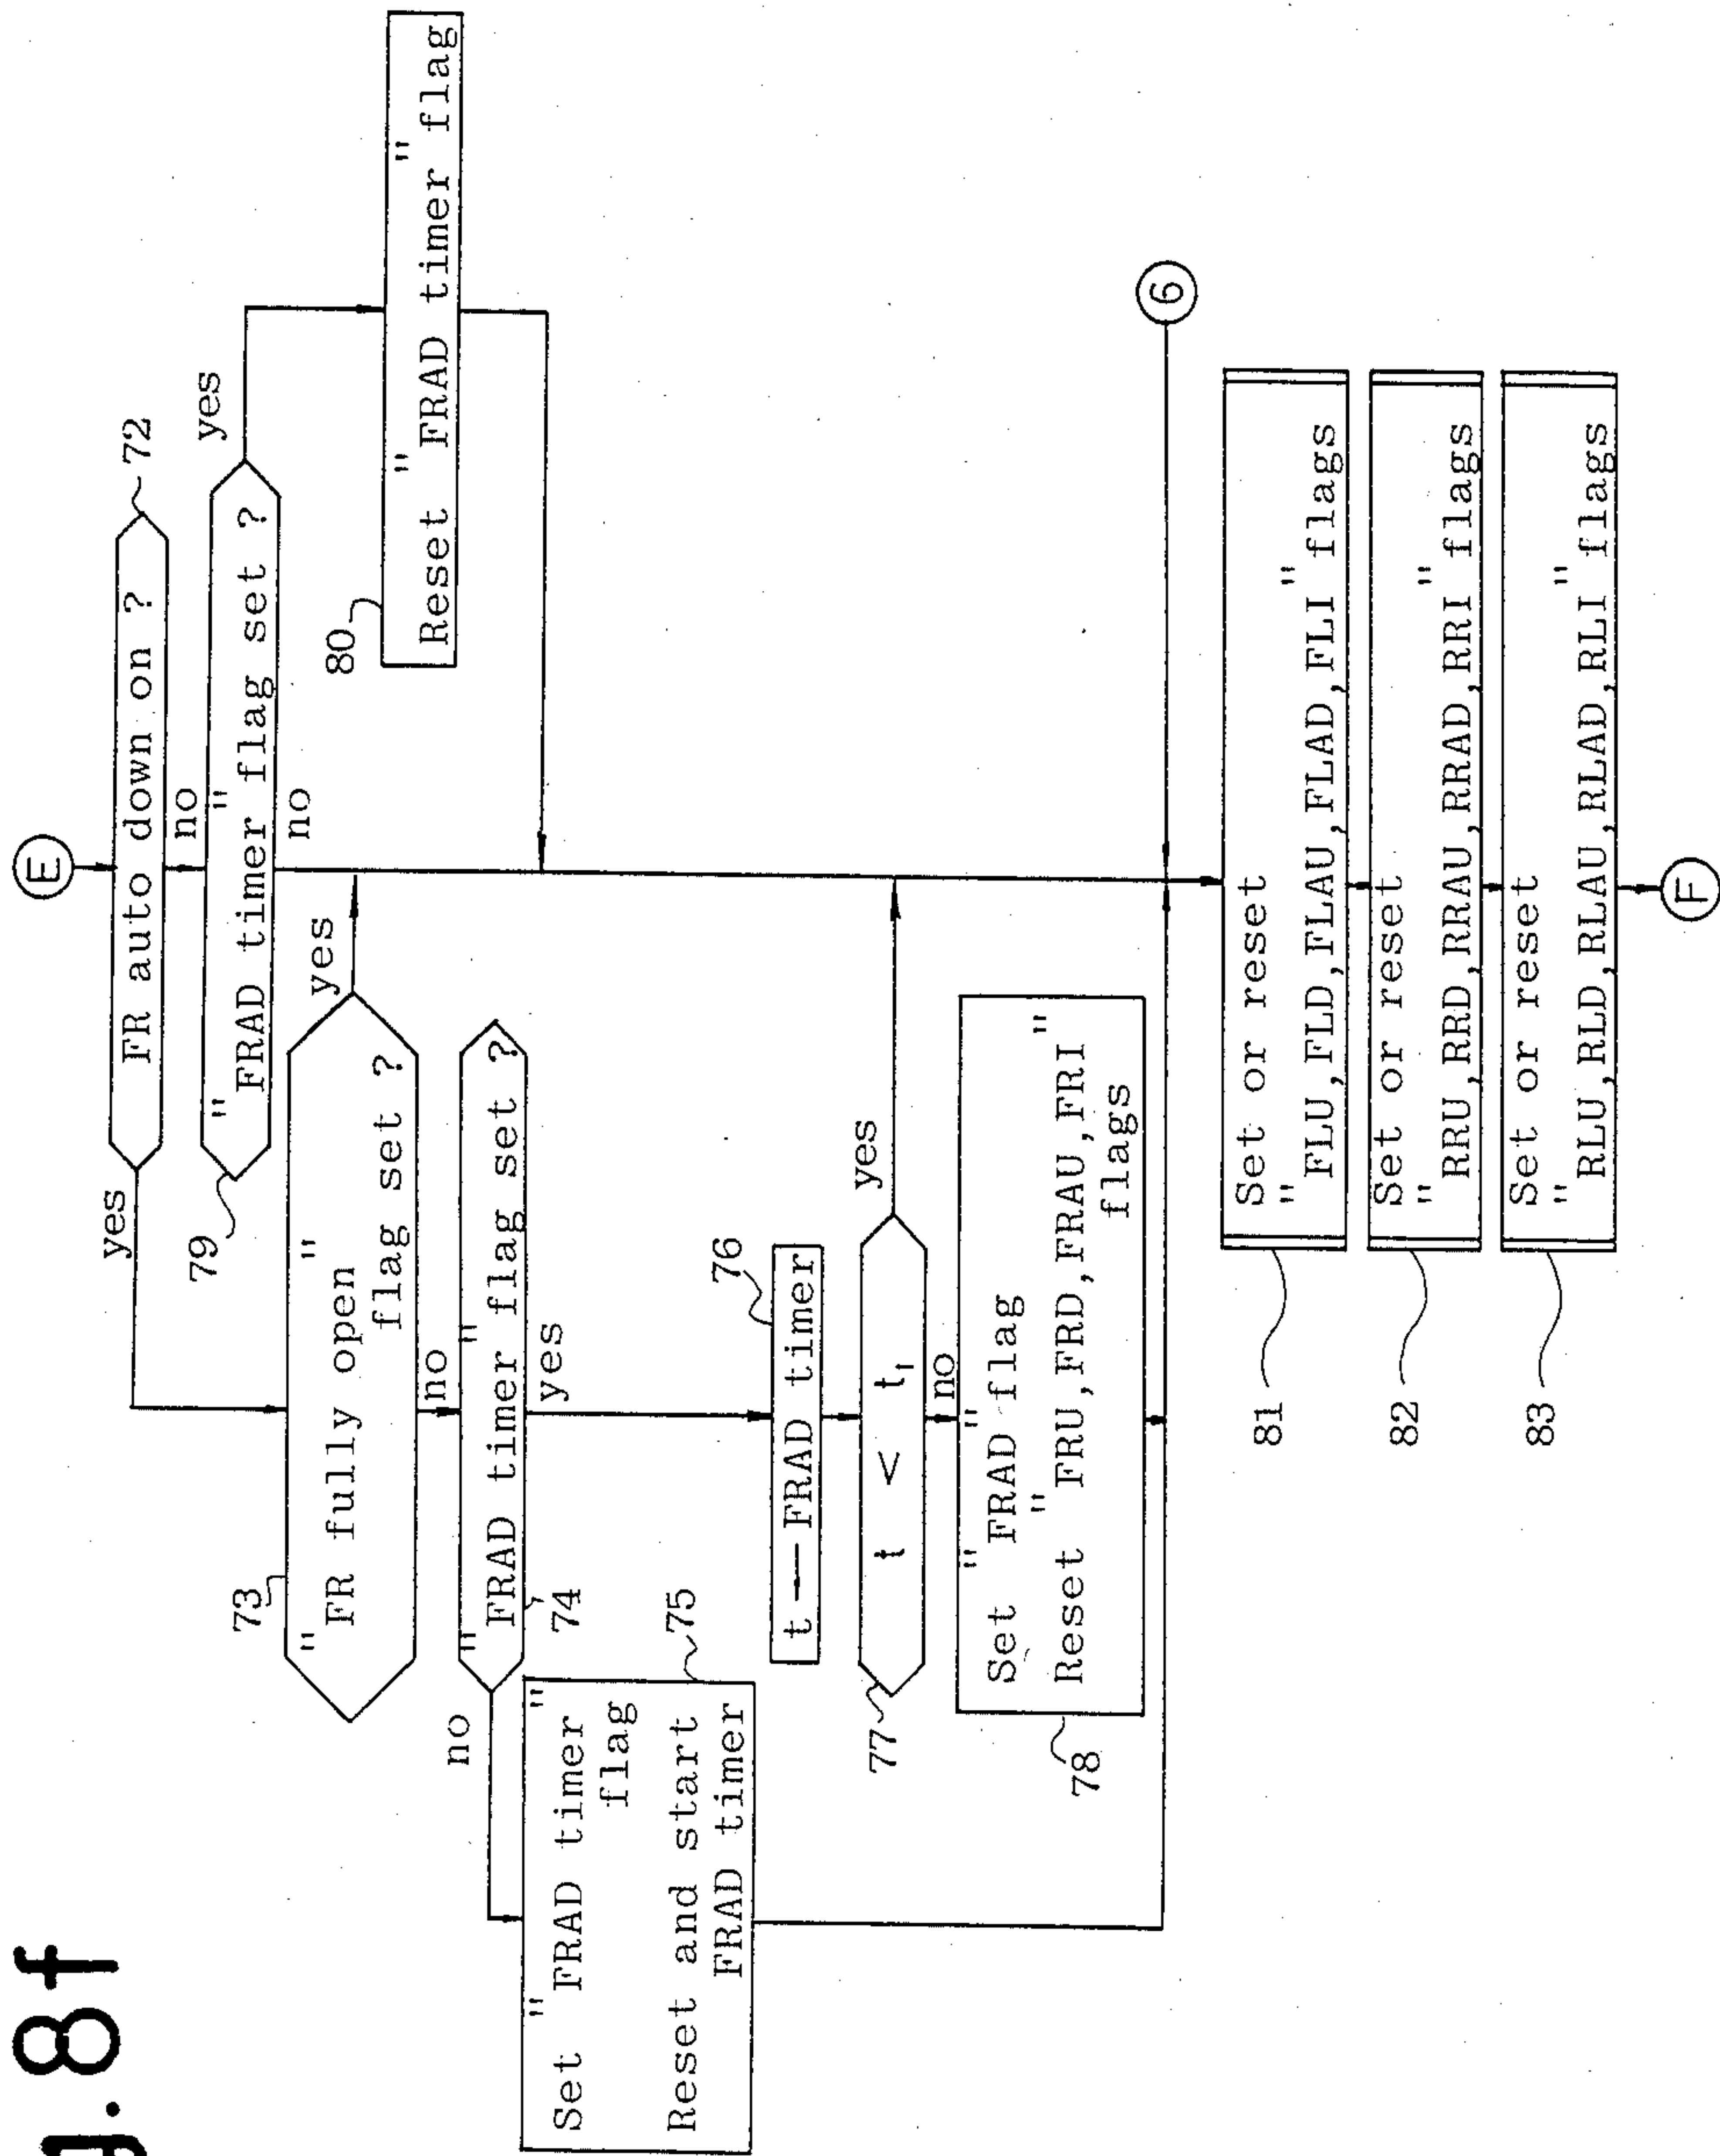 g.8f
E
FR auto down on ?
72
yes
no
79
"FRAD timer" flag set ?
yes
no
73
"FR fully open"
flag set ?
yes
no
80
Reset "FRAD timer" flag
"FRAD timer" flag set ?
74
no
yes
Set "FRAD timer"
flag
Reset and start
FRAD timer
75
76
t ← FRAD timer
77
t < t₁
yes
no
78
Set "FRAD" flag
Reset "FRU,FRD,FRAU,FRI"
flags
6
81
Set or reset
"FLU,FLD,FLAU,FLAD,FLI" flags
82
Set or reset
"RRU,RRD,RRAU,RRAD,RRI" flags
83
Set or reset
"RLU,RLD,RLAU,RLAD,RLI" flags
F